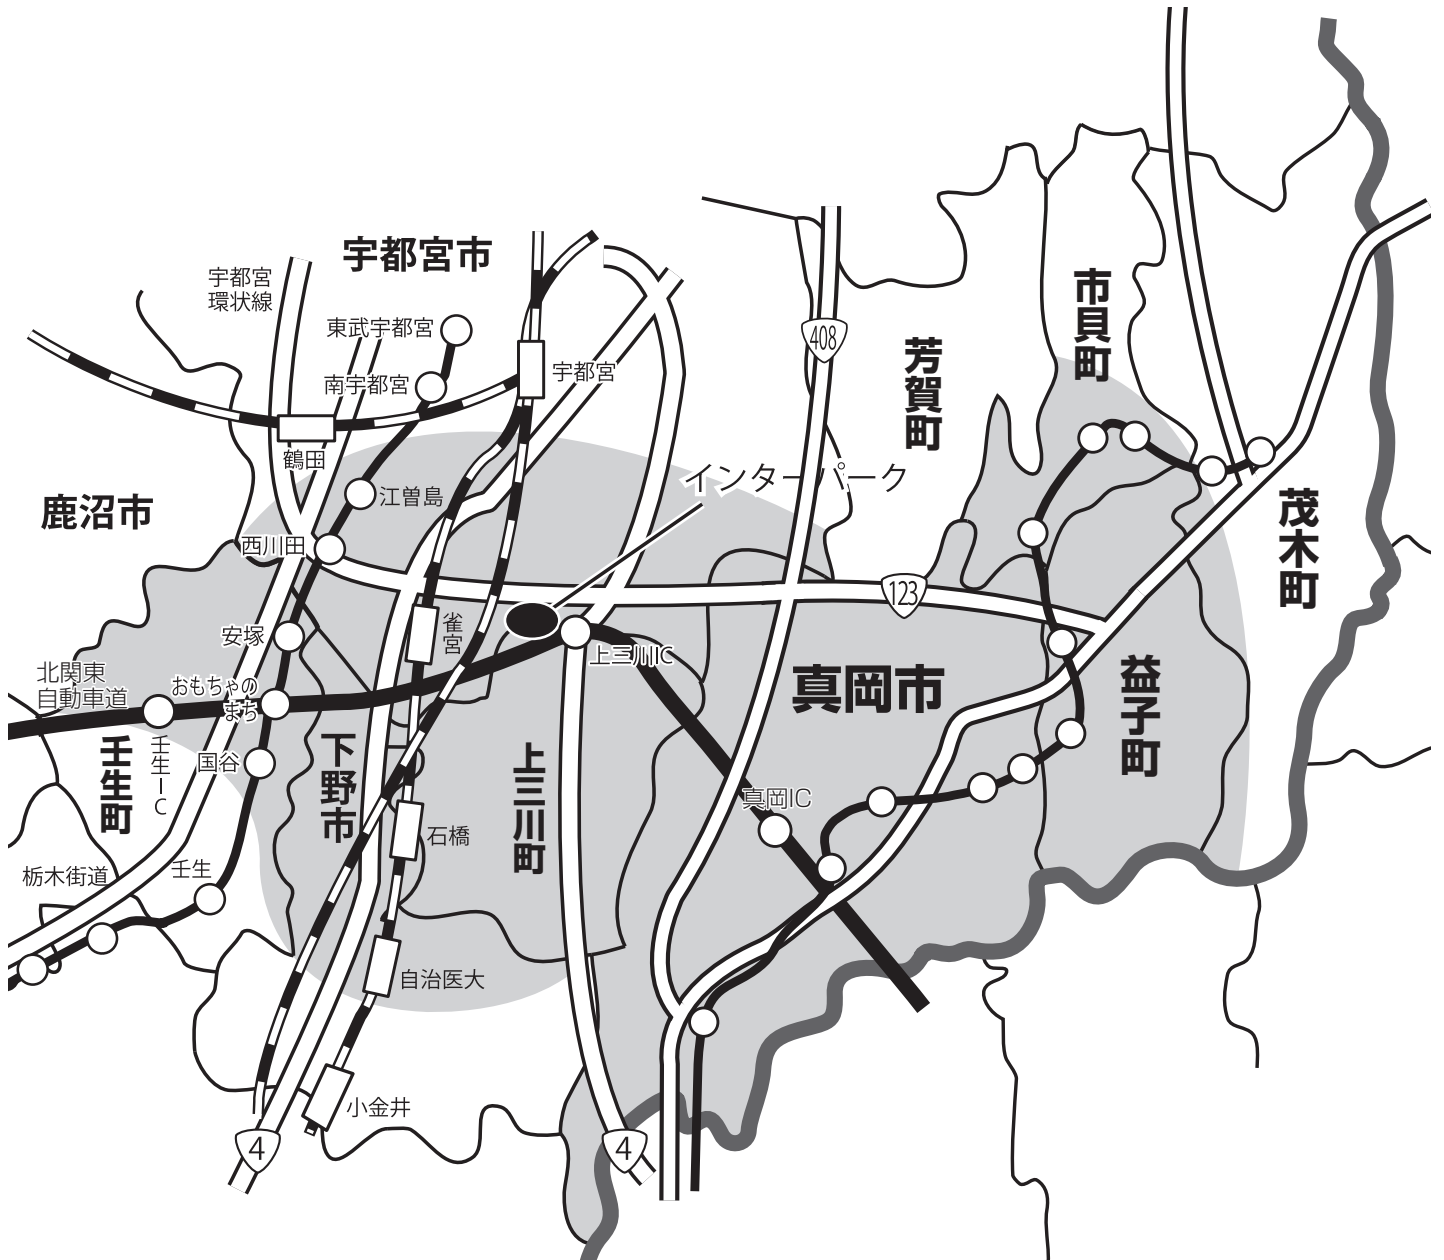 宇都宮市
宇都宮
環状線
東武宇都宮
南宇都宮
宇都宮
408
市貝町
芳賀町
鶴田
江曽島
インターパーク
鹿沼市
西川田
茂木町
123
雀宮
安塚
上三川IC
北関東
自動車道
おもちゃの
まち
真岡市
益子町
壬生町
壬生IC
国谷
下野市
上三川町
真岡IC
石橋
栃木街道
壬生
自治医大
小金井
4
4